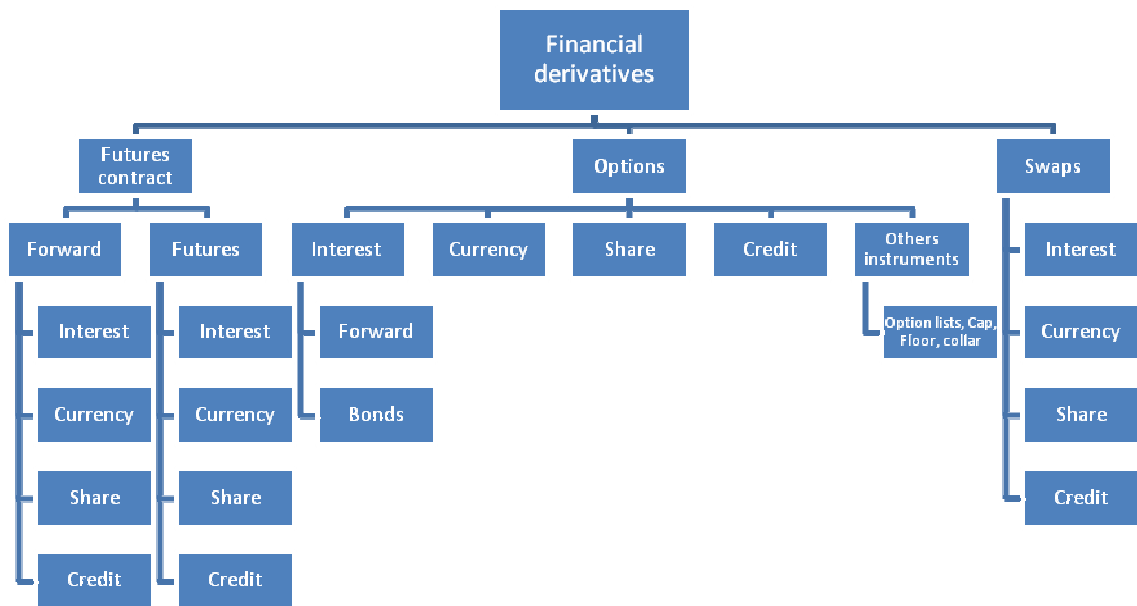 Financial
derivatives
Futures
contract
Options
Swaps
Forward
Futures
Interest
Currency
Share
Credit
Others
instruments
Interest
Interest
Interest
Forward
Option lists, Cap,
Floor, collar
Currency
Currency
Currency
Bonds
Share
Share
Share
Credit
Credit
Credit